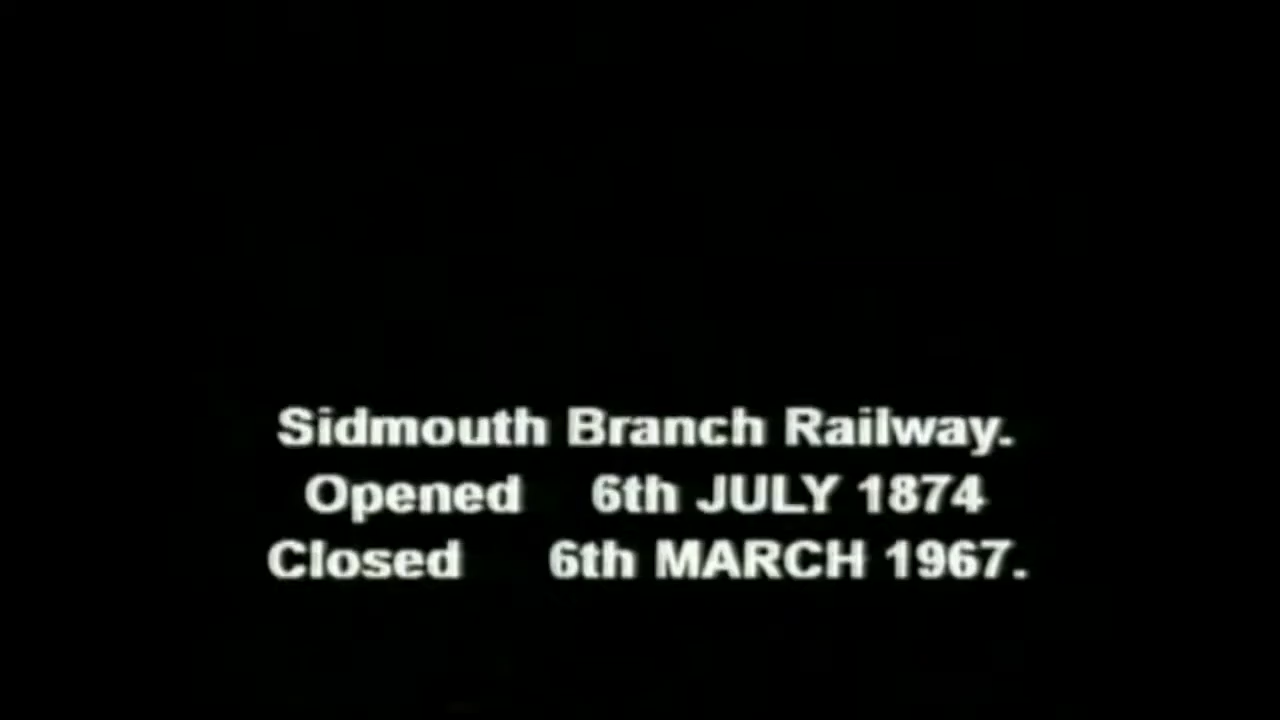 Sidmouth Branch Railway.
Opened 6th JULY 1874
Closed 6th MARCH 1967.